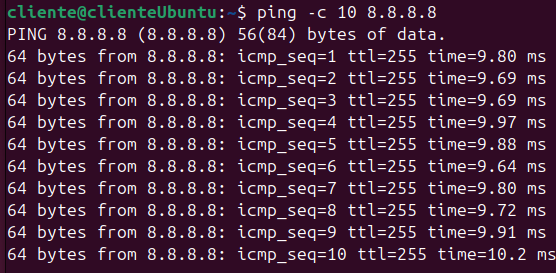 cliente@clienteUbuntu:~$ ping -c 10 8.8.8.8
PING 8.8.8.8 (8.8.8.8) 56(84) bytes of data.
64 bytes from 8.8.8.8: icmp_seq=1 ttl=255 time=9.80 ms
64 bytes from 8.8.8.8: icmp_seq=2 ttl=255 time=9.69 ms
64 bytes from 8.8.8.8: icmp_seq=3 ttl=255 time=9.69 ms
64 bytes from 8.8.8.8: icmp_seq=4 ttl=255 time=9.97 ms
64 bytes from 8.8.8.8: icmp_seq=5 ttl=255 time=9.88 ms
64 bytes from 8.8.8.8: icmp_seq=6 ttl=255 time=9.64 ms
64 bytes from 8.8.8.8: icmp_seq=7 ttl=255 time=9.80 ms
64 bytes from 8.8.8.8: icmp_seq=8 ttl=255 time=9.72 ms
64 bytes from 8.8.8.8: icmp_seq=9 ttl=255 time=9.91 ms
64 bytes from 8.8.8.8: icmp_seq=10 ttl=255 time=10.2 ms